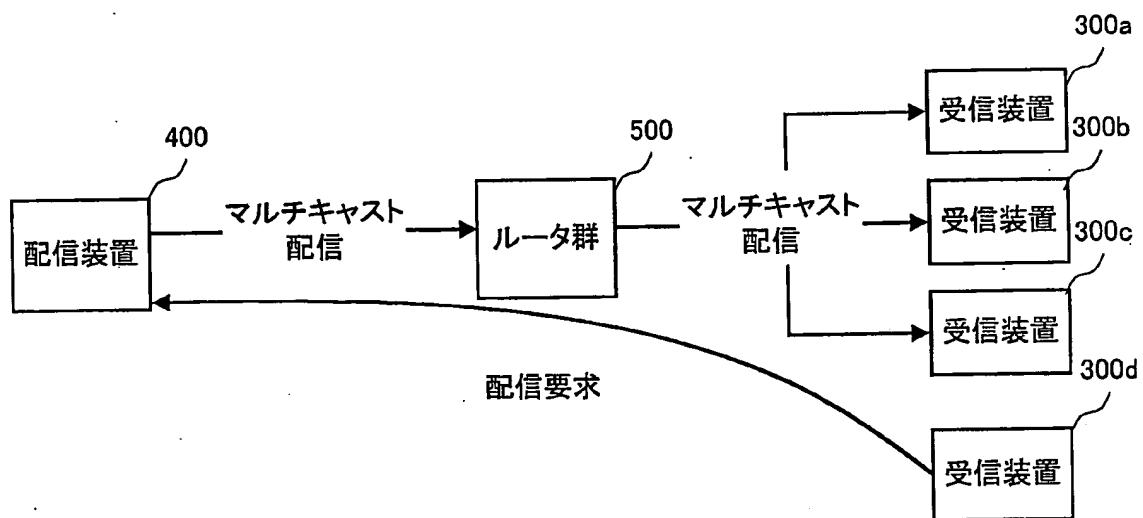 300a
受信装置
400
500
300b
マルチキャスト
配信
マルチキャスト
配信
配信装置
ルータ群
受信装置
300c
受信装置
配信要求
300d
受信装置